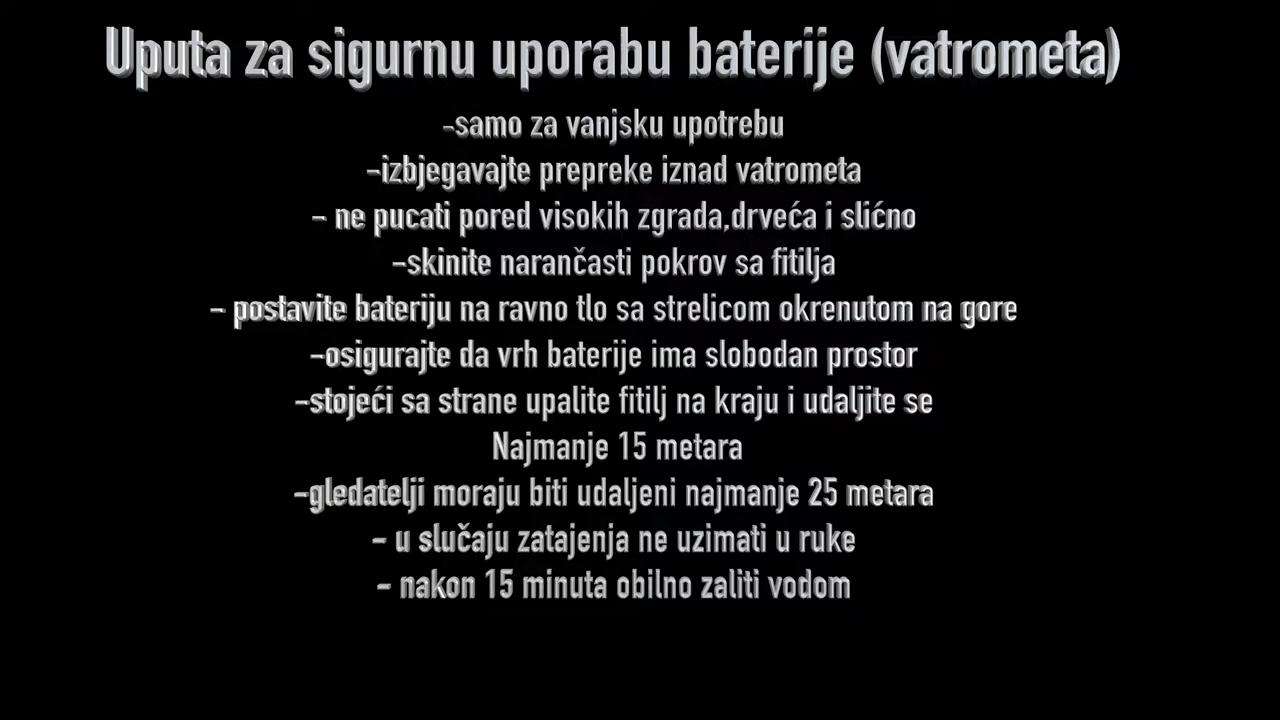 Uputa za sigurnu uporabu baterije (vatrometa)
-samo za vanjsku upotrebu
-izbjegavajte prepreke iznad vatrometa
- ne pucati pored visokih zgrada,drveća i slićno
-skinite narančasti pokrov sa fitilja
- postavite bateriju na ravno tlo sa strelicom okrenutom na gore
-osigurajte da vrh baterije ima slobodan prostor
-stojeći sa strane upalite fitilj na kraju i udaljite se
Najmanje 15 metara
-gledatelji moraju biti udaljeni najmanje 25 metara
- u slučaju zatajenja ne uzimati u ruke
- nakon 15 minuta obilno zaliti vodom